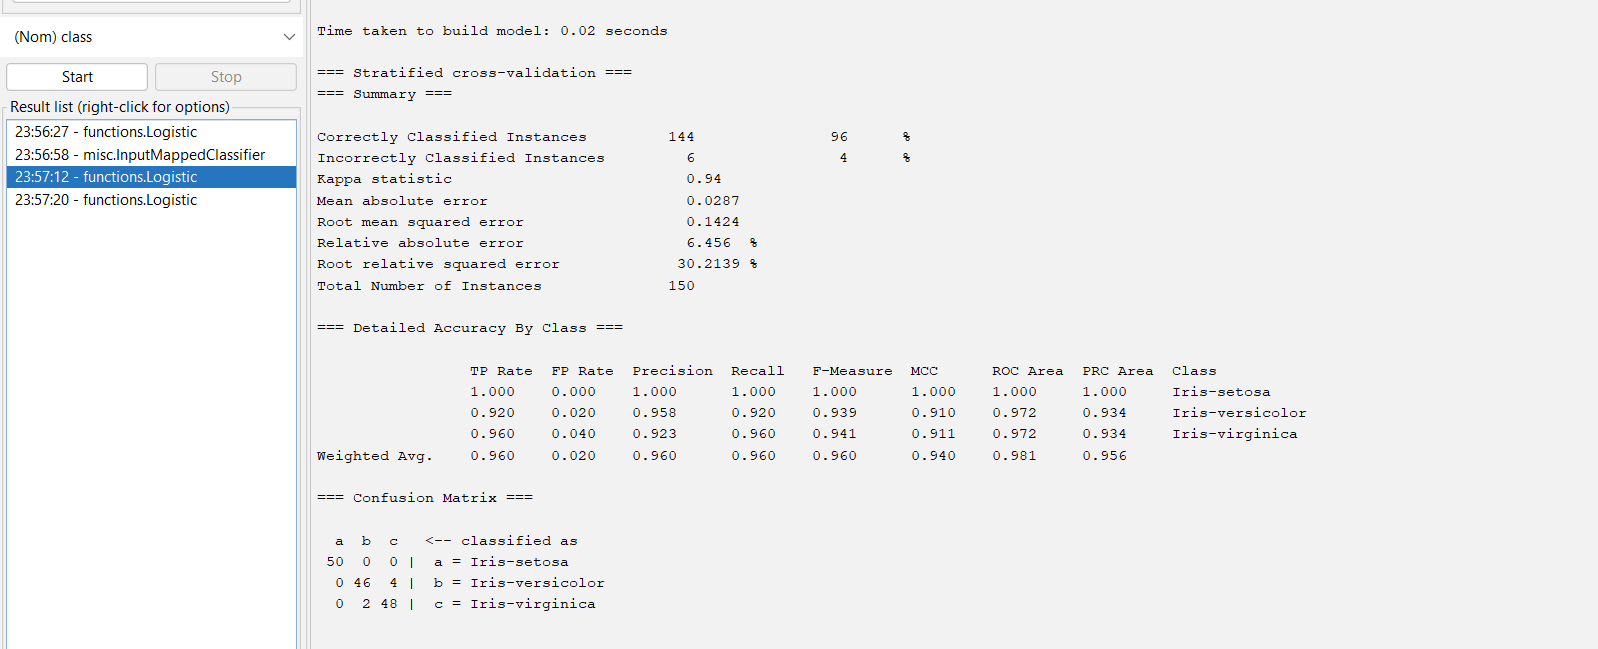 (Nom) class
Start Stop
Result list (right-click for options)
23:56:27 - functions.Logistic
23:56:58 - misc.InputMappedClassifier
23:57:12 - functions.Logistic
23:57:20 - functions.Logistic
Time taken to build model: 0.02 seconds
=== Stratified cross-validation ===
=== Summary ===
Correctly Classified Instances 144 96 %
Incorrectly Classified Instances 6 4 %
Kappa statistic 0.94
Mean absolute error 0.0287
Root mean squared error 0.1424
Relative absolute error 6.456 %
Root relative squared error 30.2139 %
Total Number of Instances 150
=== Detailed Accuracy By Class ===
TP Rate FP Rate Precision Recall F-Measure MCC ROC Area PRC Area Class
1.000 0.000 1.000 1.000 1.000 1.000 1.000 1.000 Iris-setosa
0.920 0.020 0.958 0.920 0.939 0.910 0.972 0.934 Iris-versicolor
0.960 0.040 0.923 0.960 0.941 0.911 0.972 0.934 Iris-virginica
Weighted Avg. 0.960 0.020 0.960 0.960 0.960 0.940 0.981 0.956
=== Confusion Matrix ===
a b c <-- classified as
50 0 0 | a = Iris-setosa
0 46 4 | b = Iris-versicolor
0 2 48 | c = Iris-virginica